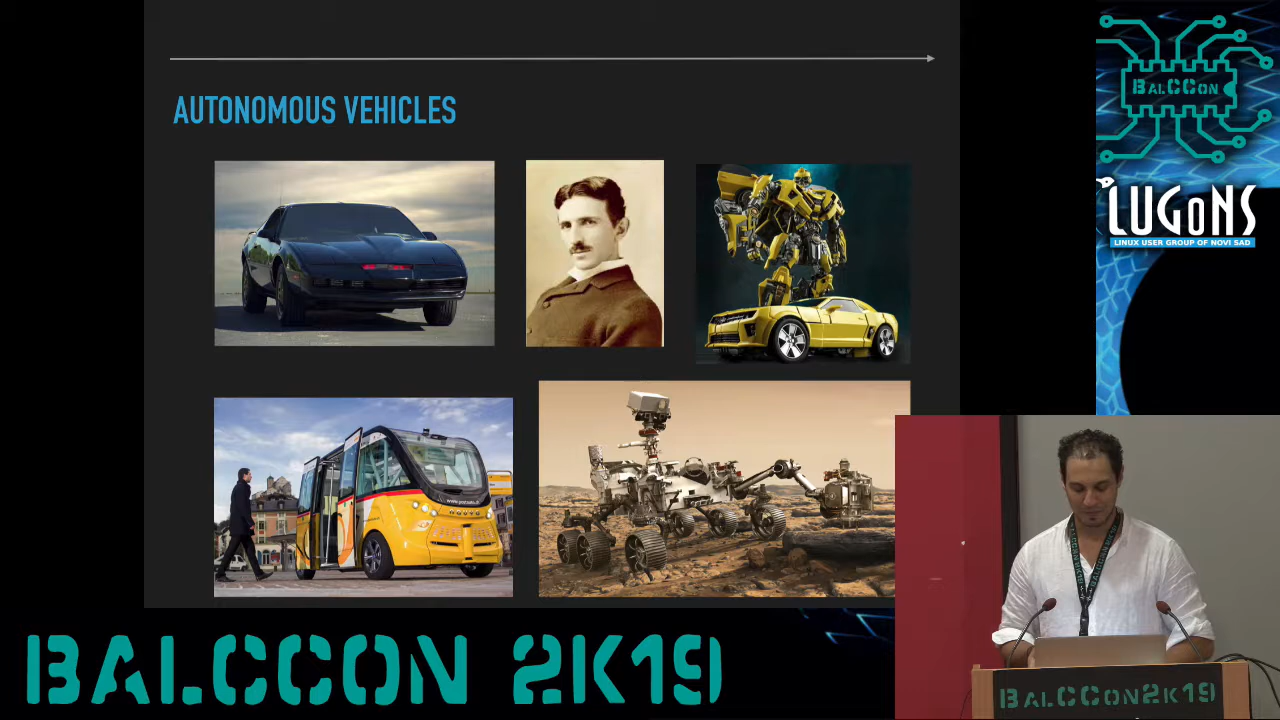 AUTONOMOUS VEHICLES
BALCCON
LUGONS
LINUX USER GROUP OF NOVI SAD
BALCCON 2K19
BALCCON2K19